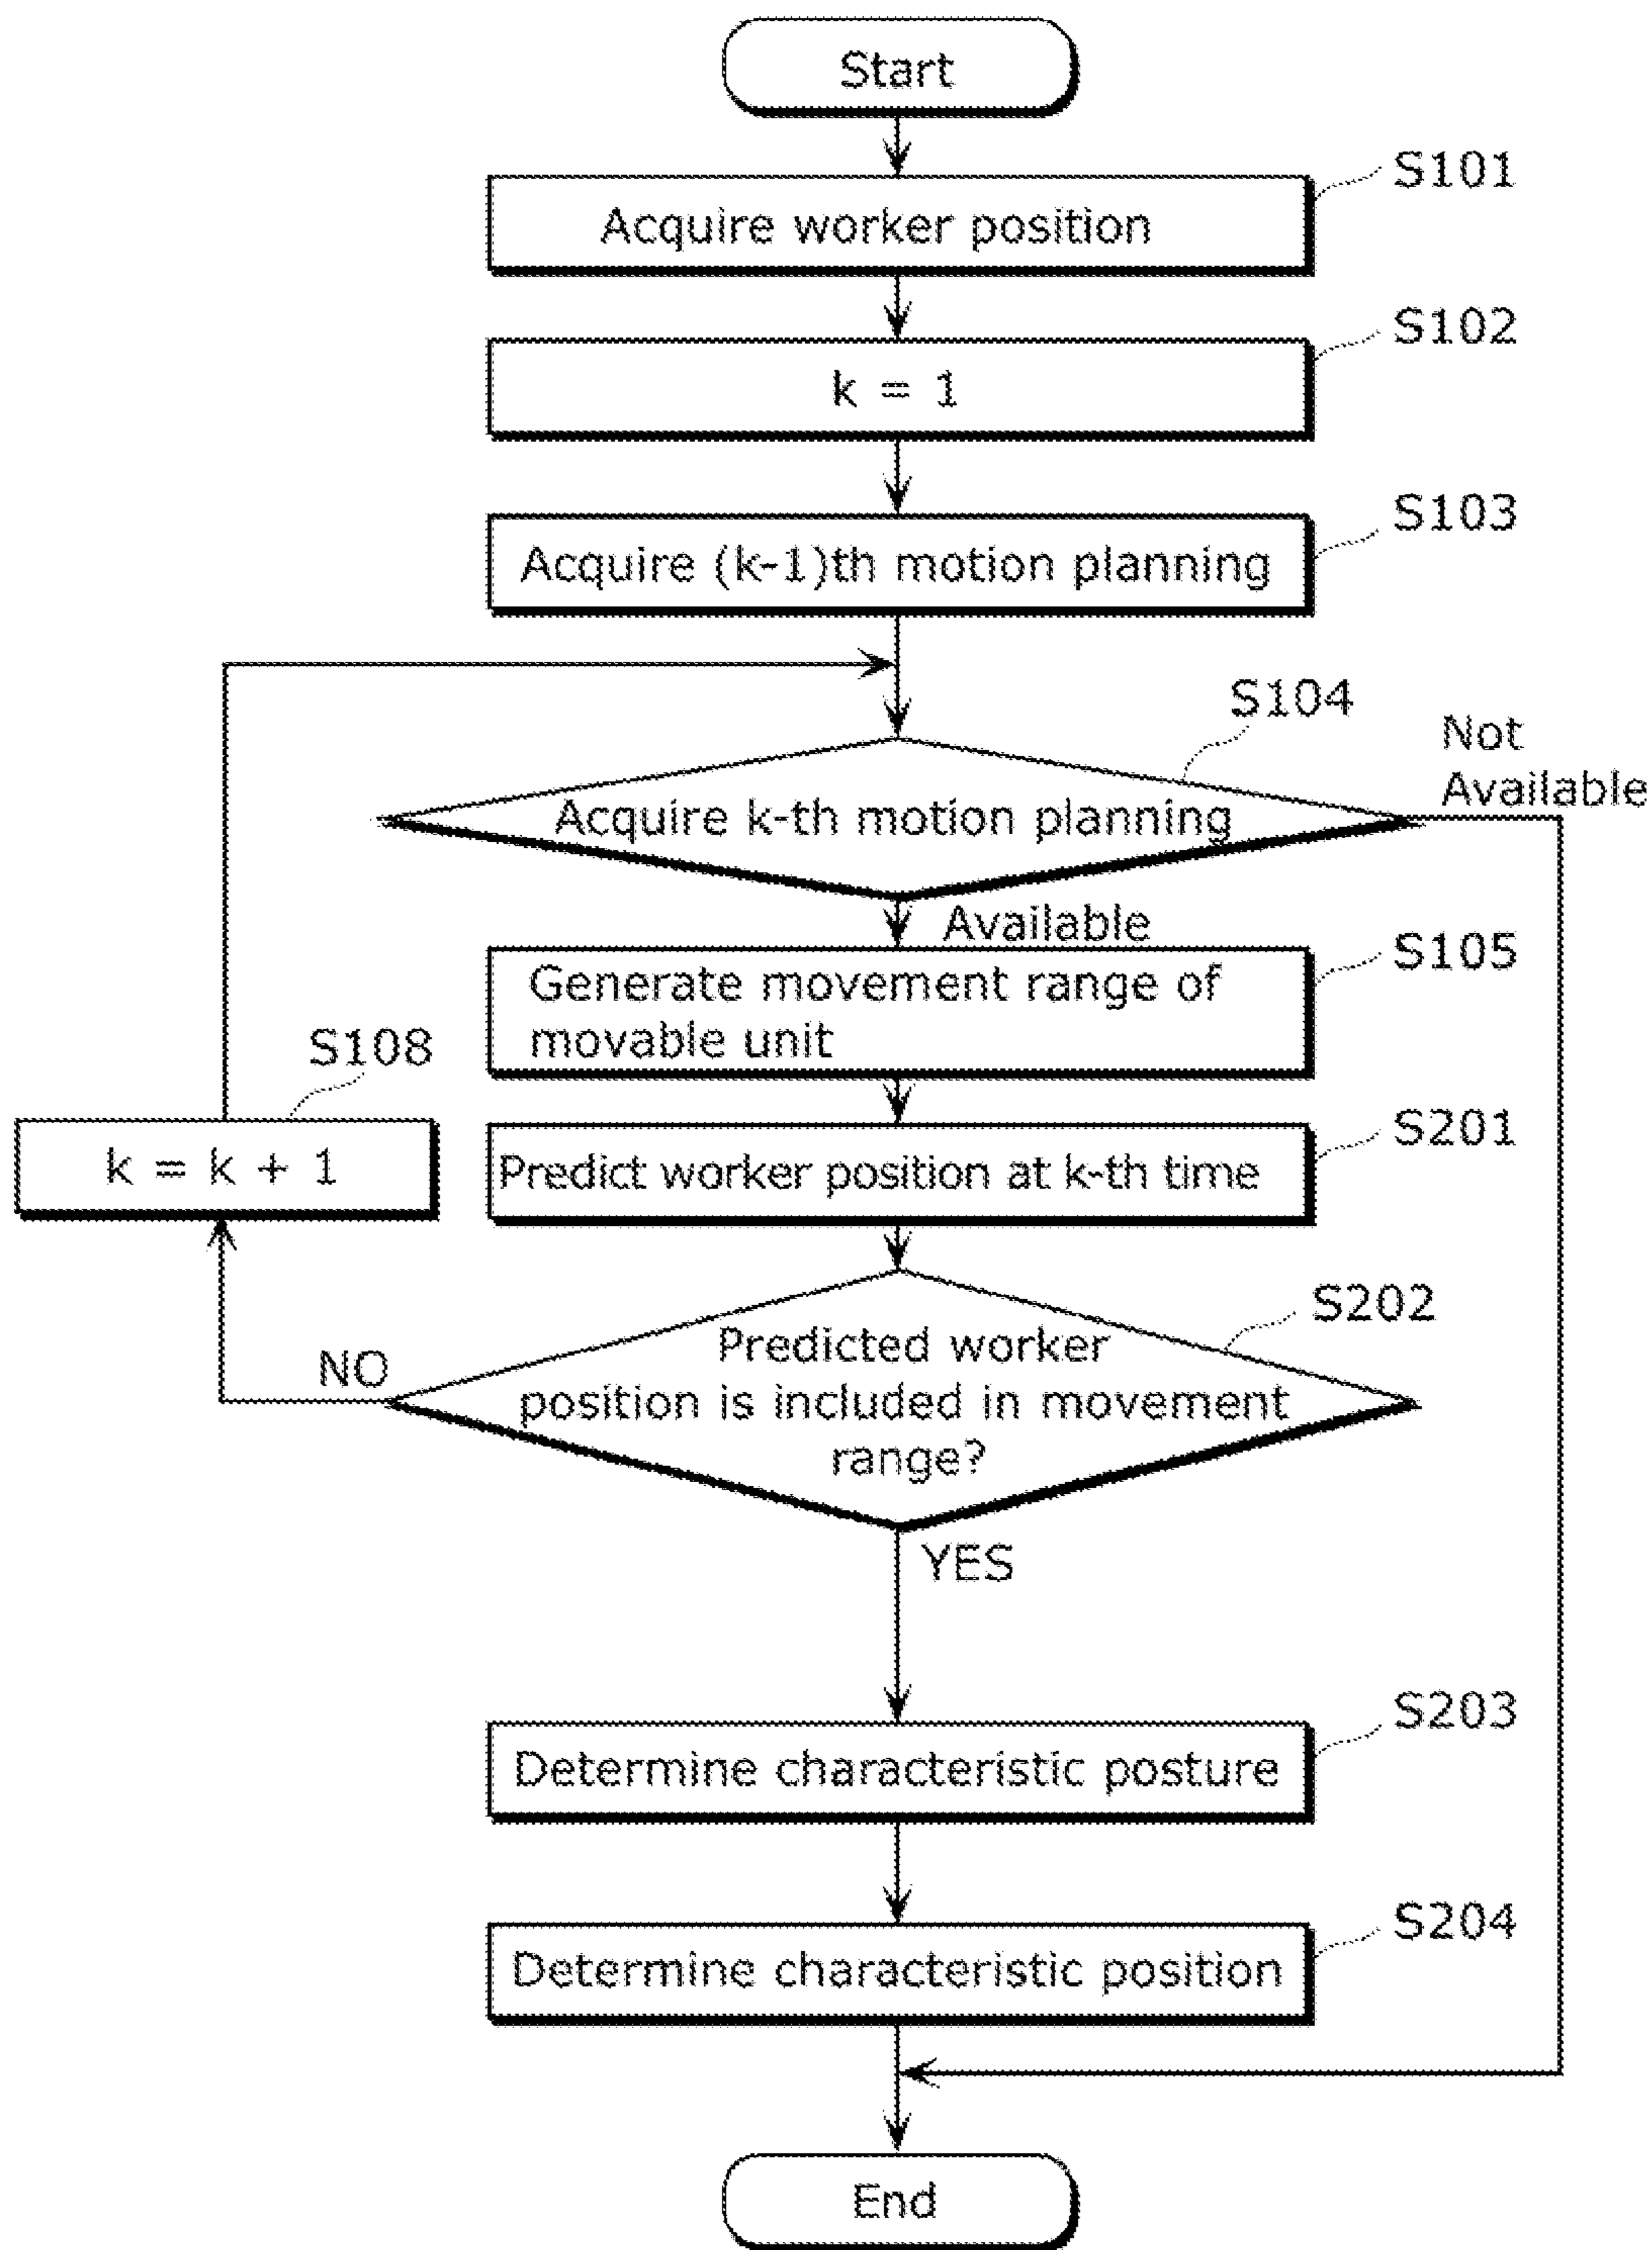 Start
S101
Acquire worker position
S102
k = 1
S103
Acquire (k-1)th motion planning
S104
Not
Available
Acquire k-th motion planning
Available
S105
Generate movement range of
movable unit
S108
k = k + 1
S201
Predict worker position at k-th time
S202
Predicted worker
position is included in movement
range?
NO
YES
S203
Determine characteristic posture
S204
Determine characteristic position
End